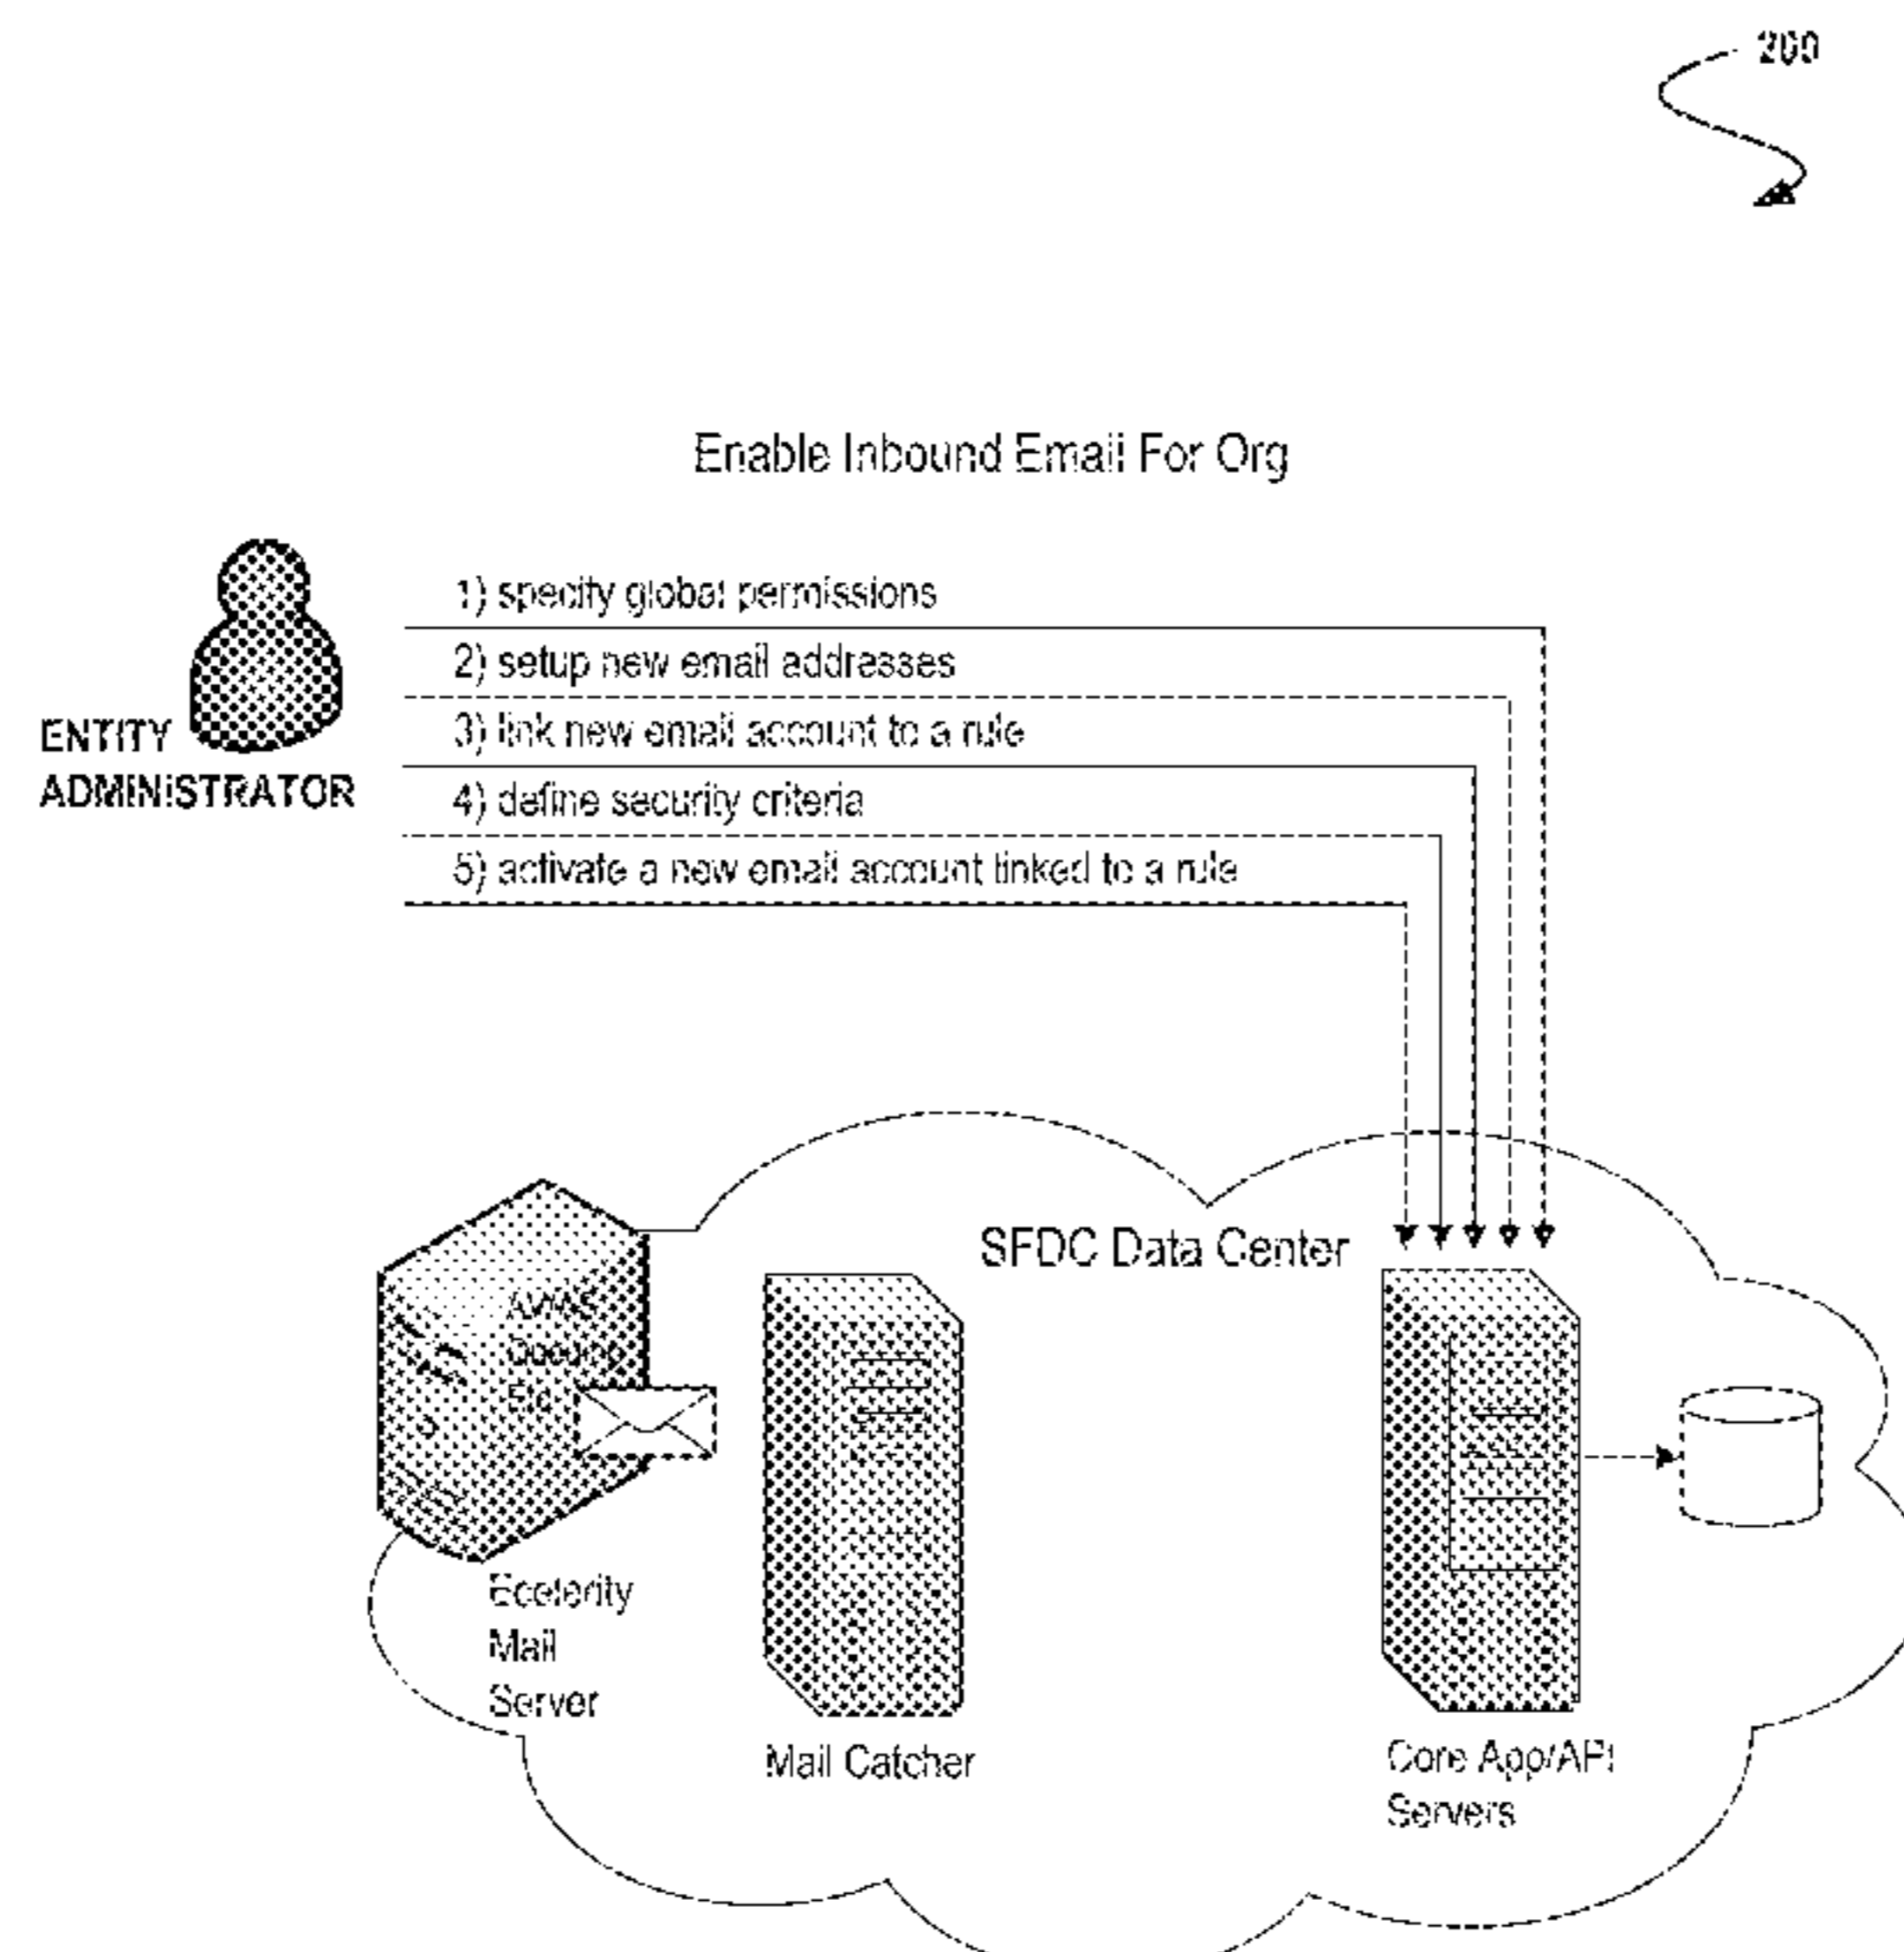 200
Enable Inbound Email For Org
1) specify global permissions
2) setup new email addresses
3) link new email account to a rule
4) define security criteria
5) activate a new email account linked to a rule
ENTITY
ADMINISTRATOR
SFDC Data Center
Etc
Ecelerity
Mail
Server
Mail Catcher
Core App/API
Servers